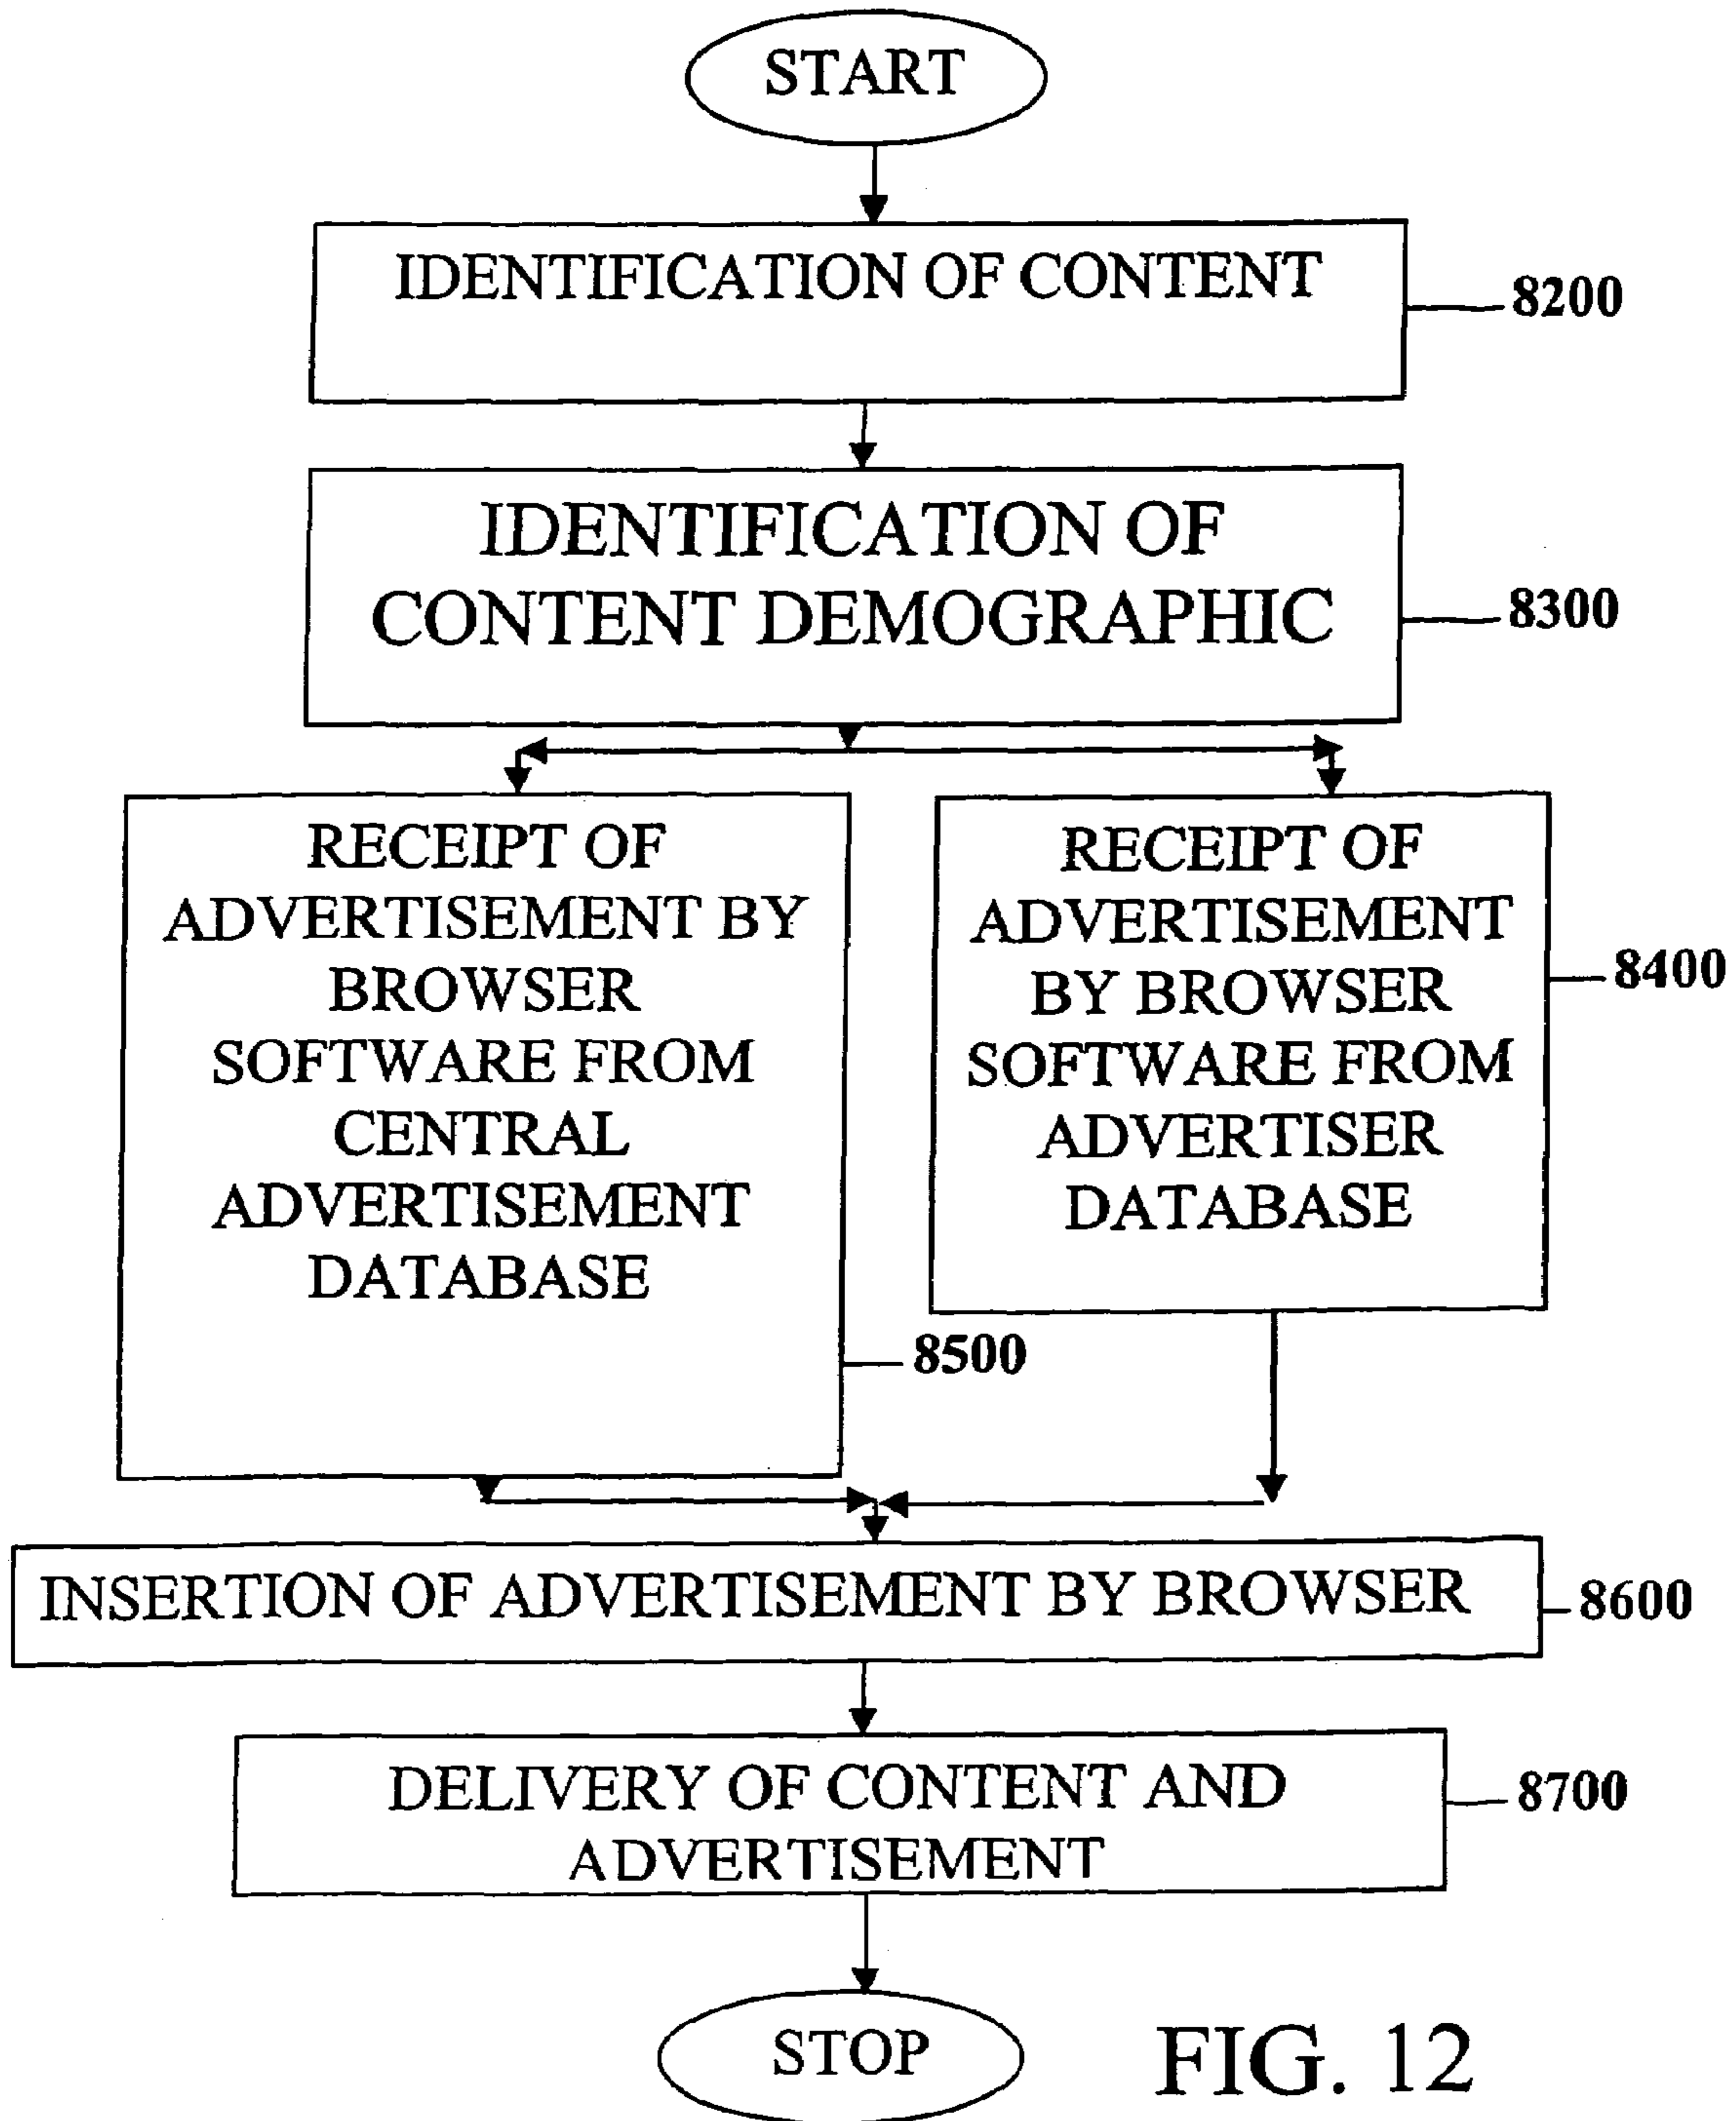 START
IDENTIFICATION OF CONTENT
8200
IDENTIFICATION OF
CONTENT DEMOGRAPHIC
8300
RECEIPT OF
ADVERTISEMENT BY
BROWSER
SOFTWARE FROM
CENTRAL
ADVERTISEMENT
DATABASE
8500
RECEIPT OF
ADVERTISEMENT
BY BROWSER
SOFTWARE FROM
ADVERTISER
DATABASE
8400
INSERTION OF ADVERTISEMENT BY BROWSER
8600
DELIVERY OF CONTENT AND
ADVERTISEMENT
8700
STOP
FIG. 12